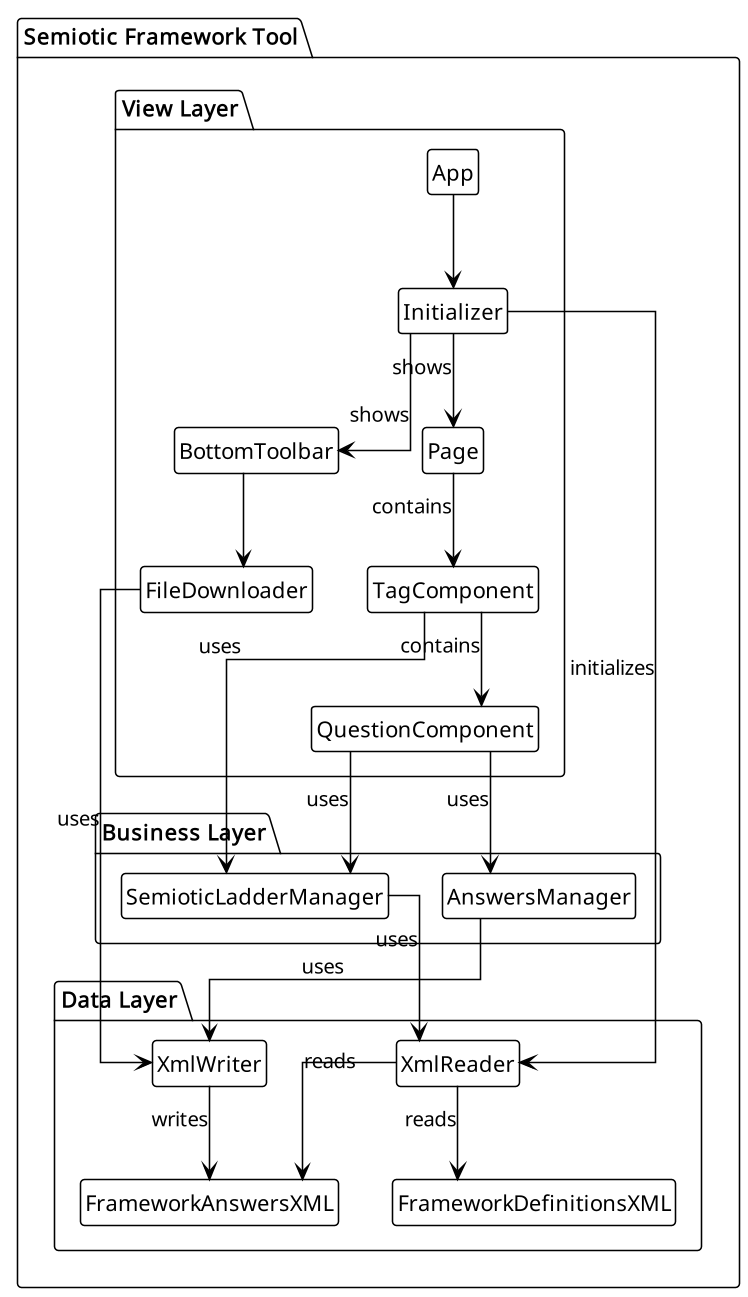 Semiotic Framework Tool
View Layer
App
Initializer
shows
shows
BottomToolbar
Page
contains
FileDownloader
TagComponent
uses
contains
initializes
QuestionComponent
uses
uses
uses
Business Layer
SemioticLadderManager
AnswersManager
uses
uses
Data Layer
XmlWriter
reads
XmlReader
writes
reads
FrameworkAnswersXML
FrameworkDefinitionsXML